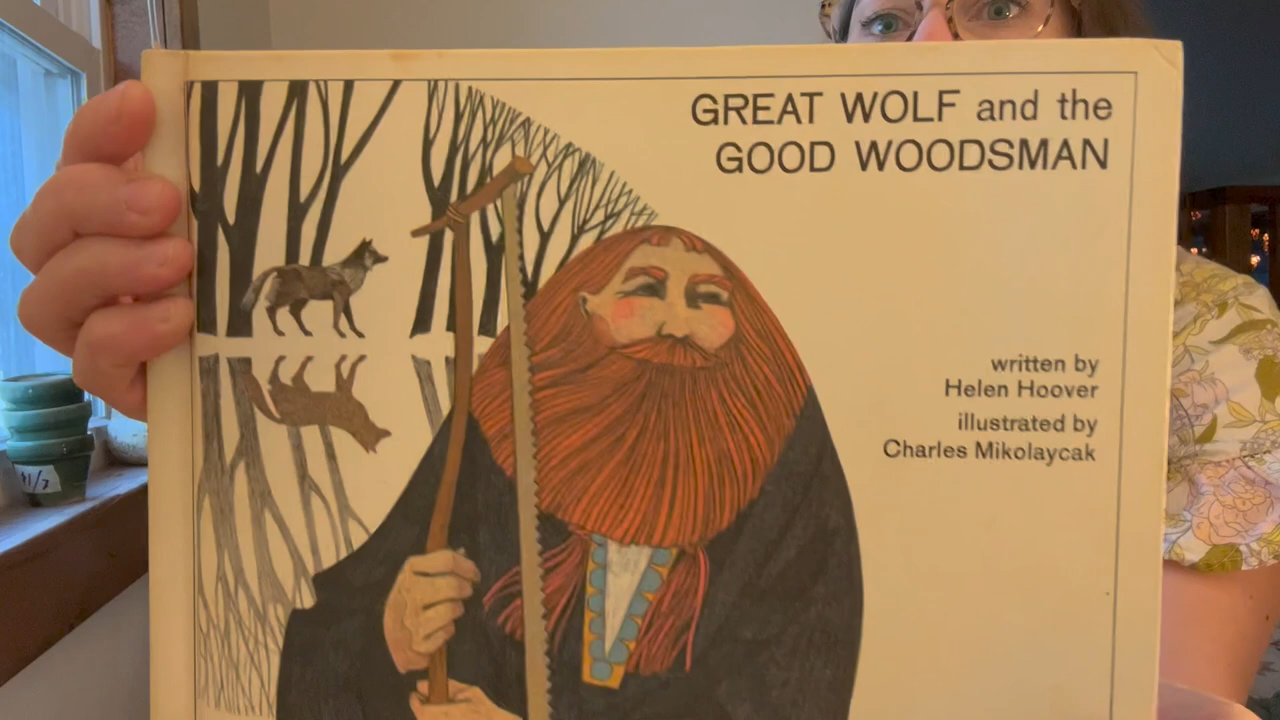 GREAT WOLF and the
GOOD WOODSMAN
written by
Helen Hoover
illustrated by
Charles Mikolaycak